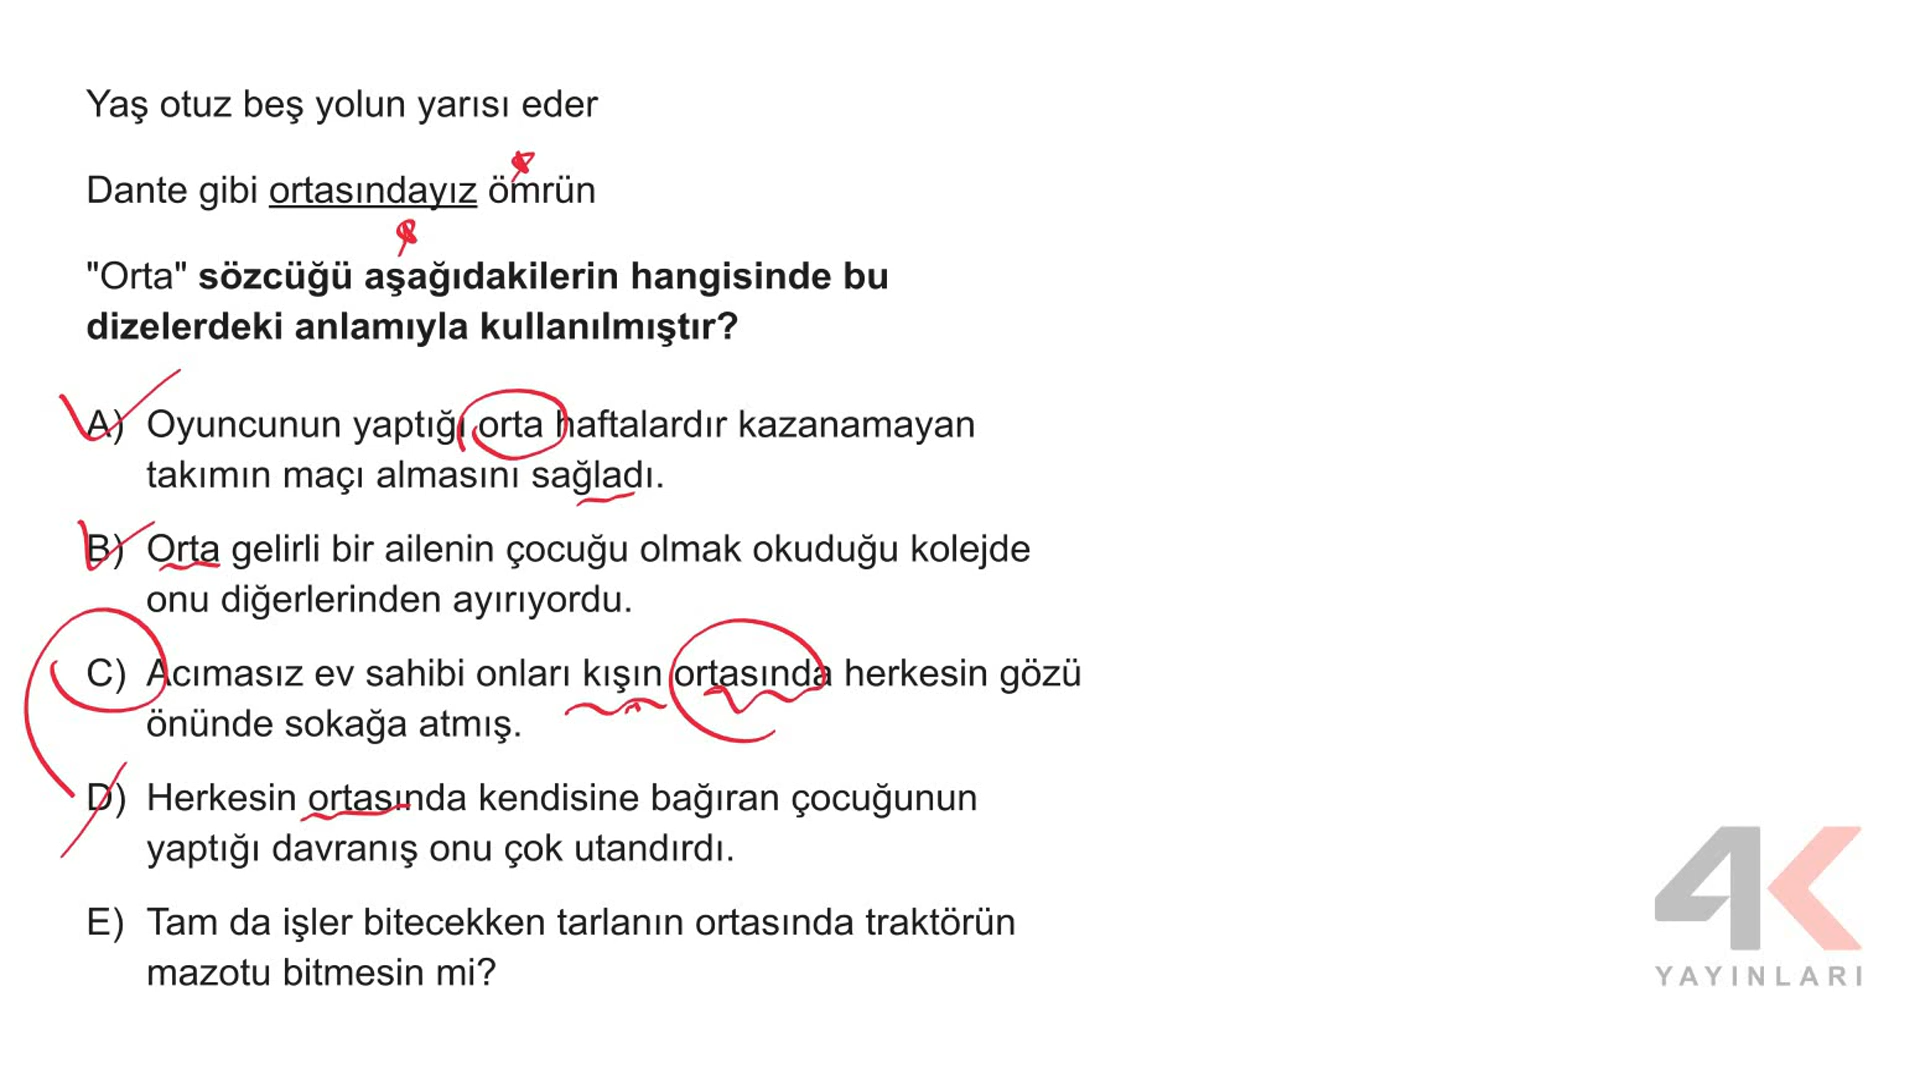 Yaş otuz beş yolun yarısı eder
Dante gibi ortasındayız ömrün
"Orta" sözcüğü aşağıdakilerin hangisinde bu
dizelerdeki anlamıyla kullanılmıştır?
A) Oyuncunun yaptığı orta haftalardır kazanamayan
takımın maçı almasını sağladı.
B) Orta gelirli bir ailenin çocuğu olmak okuduğu kolejde
onu diğerlerinden ayırıyordu.
C) Acımasız ev sahibi onları kışın ortasında herkesin gözü
önünde sokağa atmış.
D) Herkesin ortasında kendisine bağıran çocuğunun
yaptığı davranış onu çok utandırdı.
E) Tam da işler bitecekken tarlanın ortasında traktörün
mazotu bitmesin mi?
4K
YAYINLARI